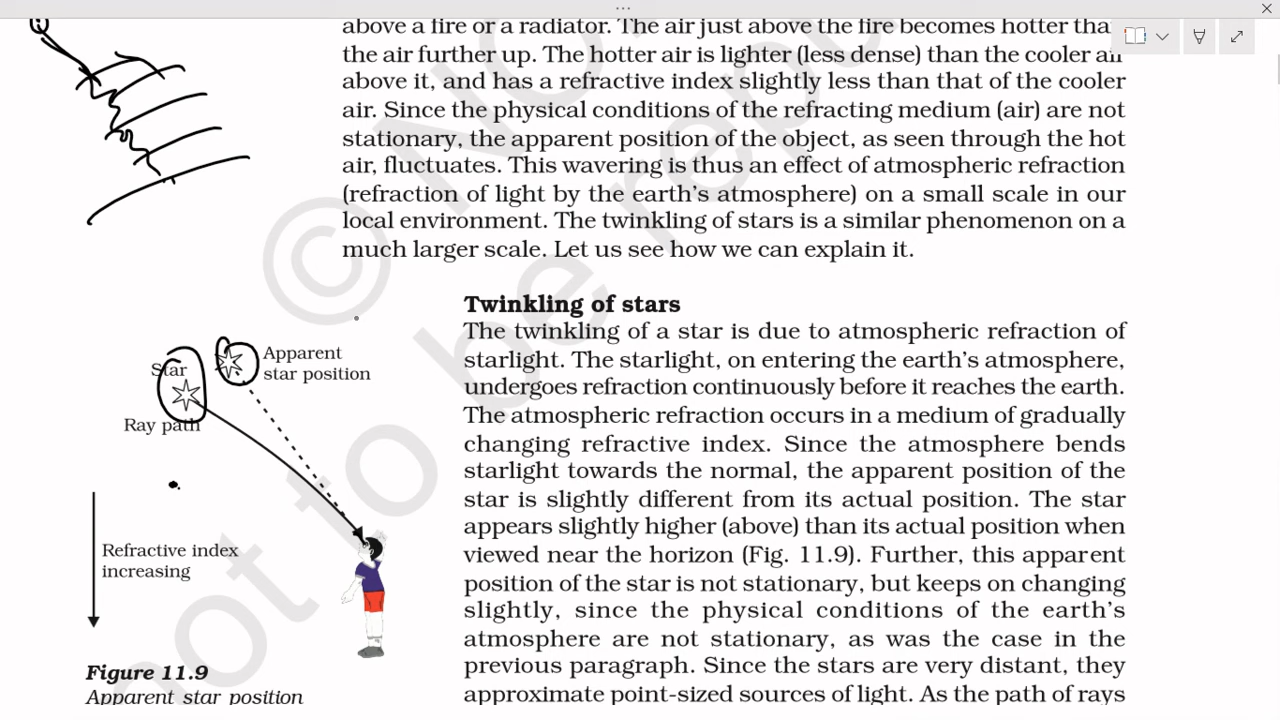 above a fire or a radiator. The air just above the fire becomes hotter than
the air further up. The hotter air is lighter (less dense) than the cooler air
above it, and has a refractive index slightly less than that of the cooler
air. Since the physical conditions of the refracting medium (air) are not
stationary, the apparent position of the object, as seen through the hot
air, fluctuates. This wavering is thus an effect of atmospheric refraction
(refraction of light by the earth's atmosphere) on a small scale in our
local environment. The twinkling of stars is a similar phenomenon on a
much larger scale. Let us see how we can explain it.
Star
Apparent
star position
Ray path
Refractive index
increasing
Figure 11.9
Apparent star position
Twinkling of stars
The twinkling of a star is due to atmospheric refraction of
starlight. The starlight, on entering the earth's atmosphere,
undergoes refraction continuously before it reaches the earth.
The atmospheric refraction occurs in a medium of gradually
changing refractive index. Since the atmosphere bends
starlight towards the normal, the apparent position of the
star is slightly different from its actual position. The star
appears slightly higher (above) than its actual position when
viewed near the horizon (Fig. 11.9). Further, this apparent
position of the star is not stationary, but keeps on changing
slightly, since the physical conditions of the earth's
atmosphere are not stationary, as was the case in the
previous paragraph. Since the stars are very distant, they
approximate point-sized sources of light. As the path of rays
not to be rep